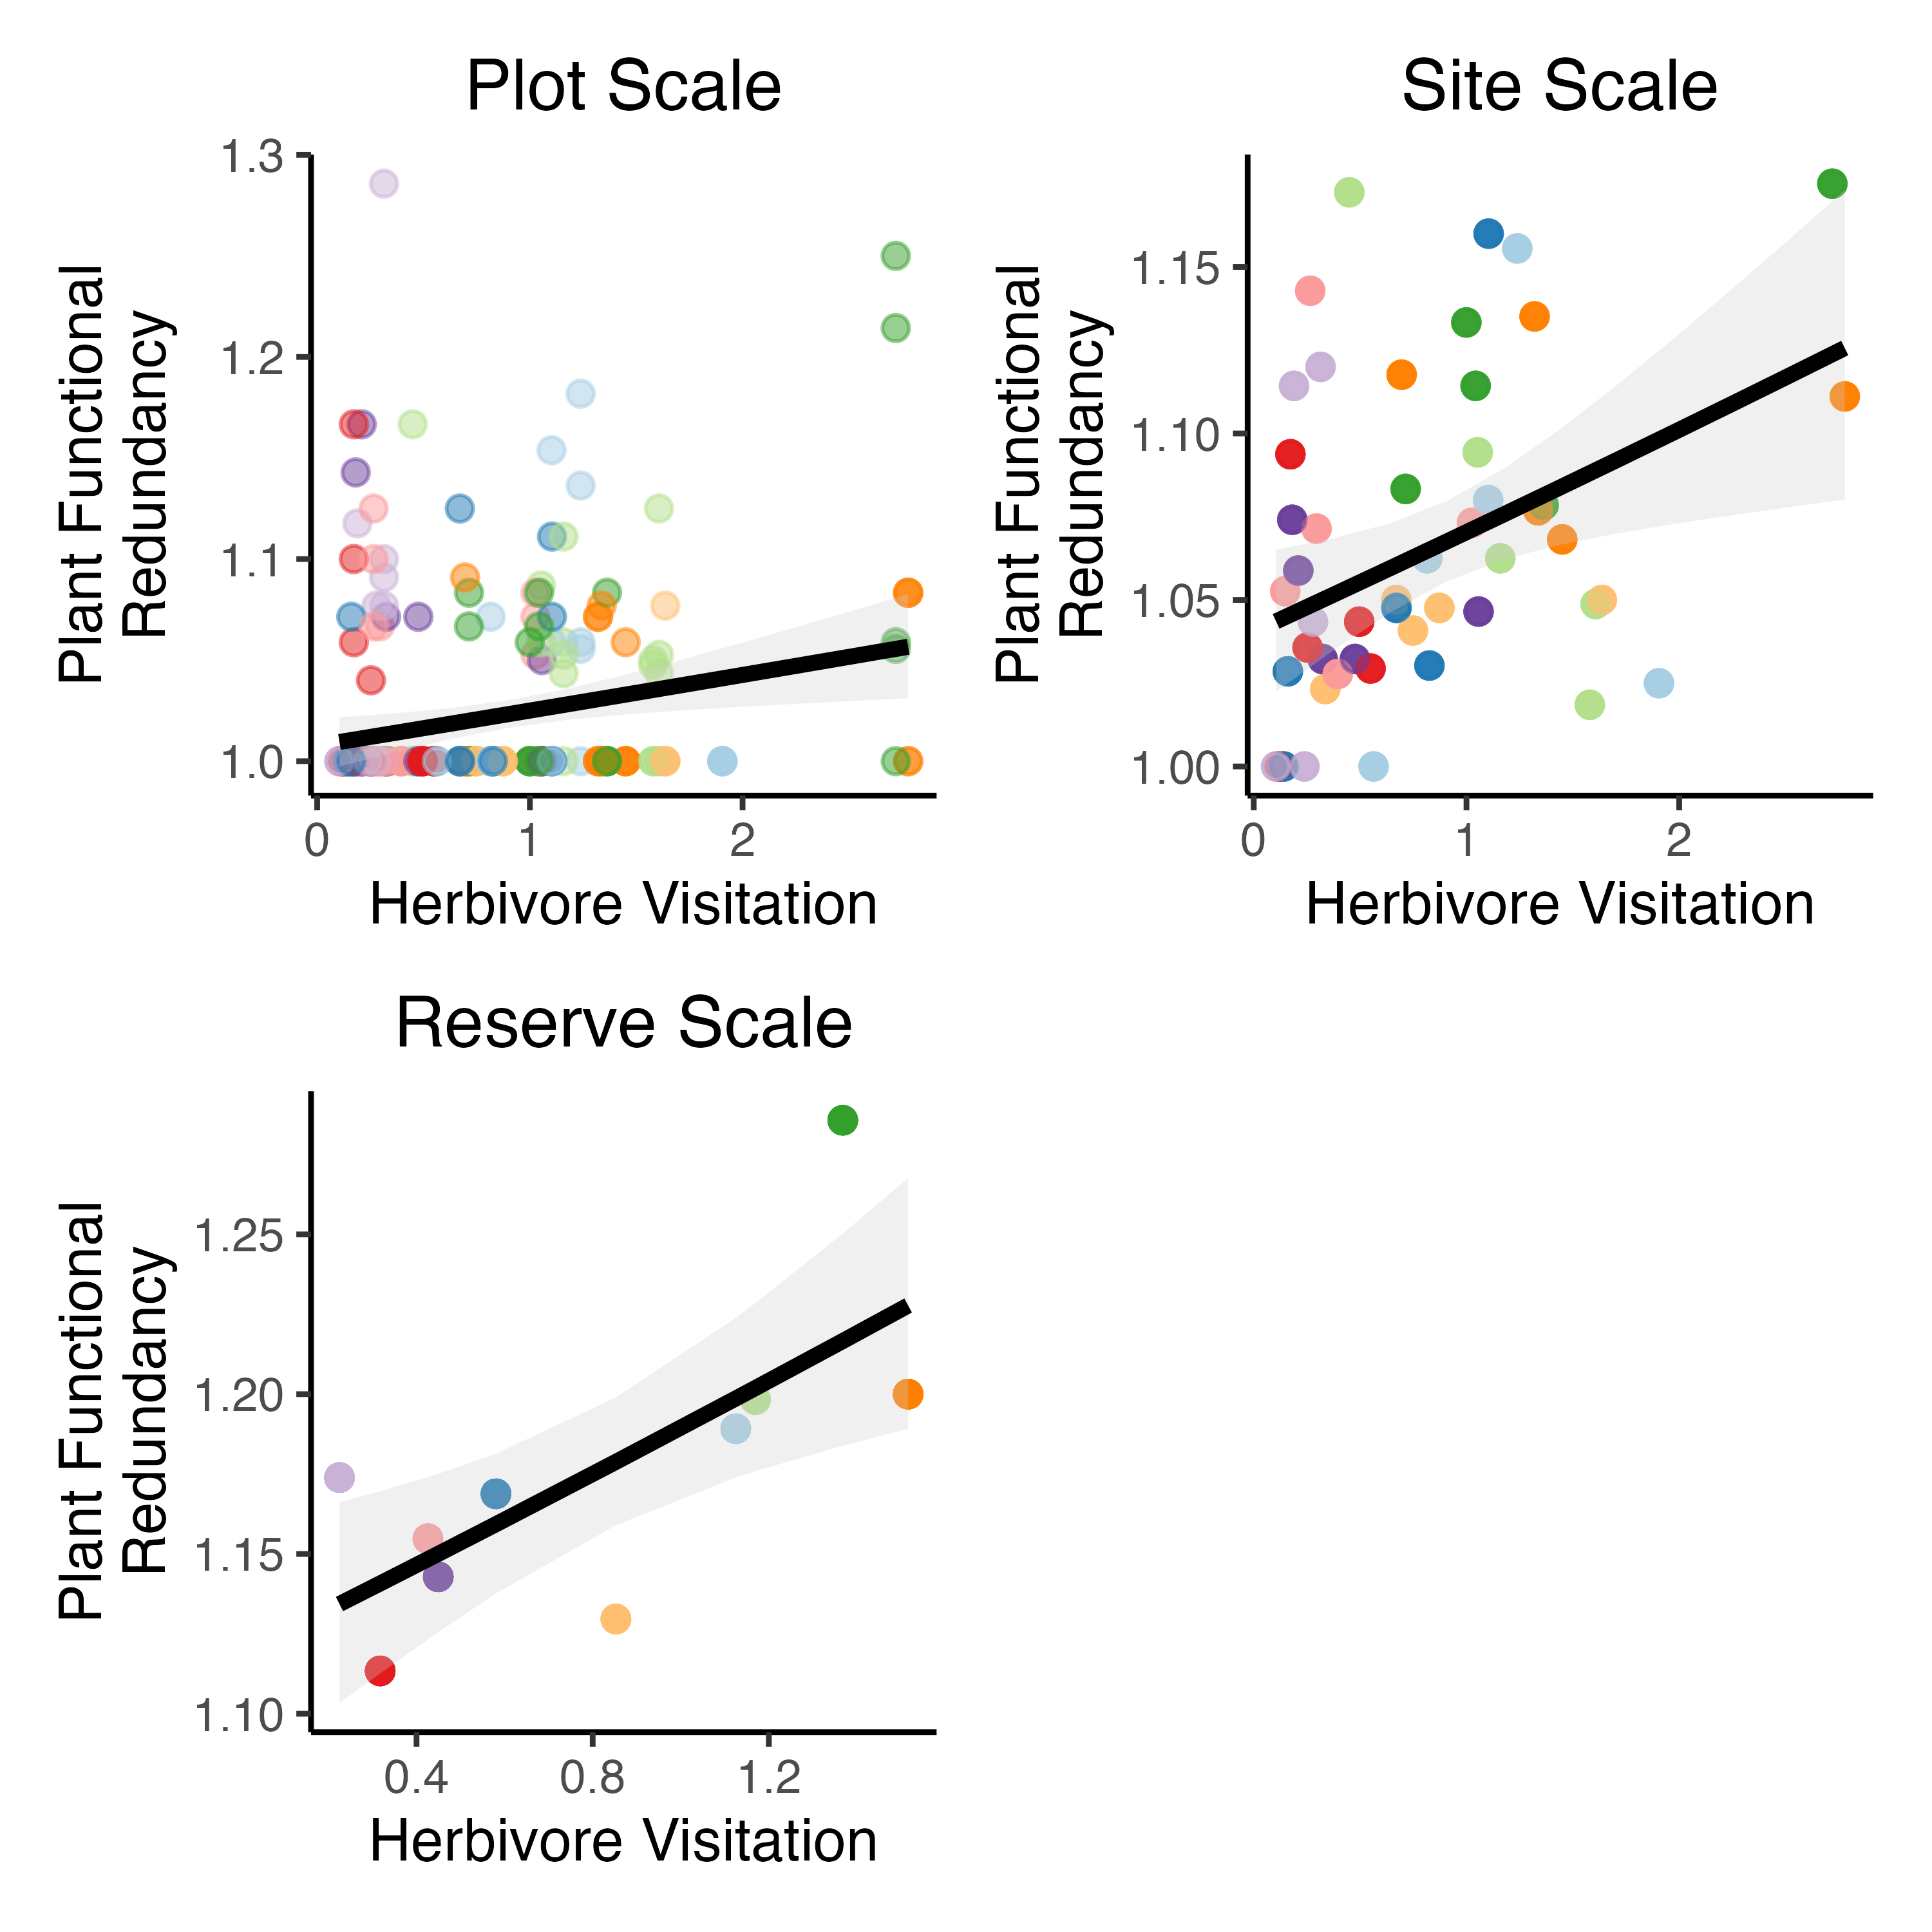 Plot Scale
Plant Functional
Redundancy
1.3
1.2
1.1
1.0
0
1
2
Herbivore Visitation
Site Scale
Plant Functional
Redundancy
1.15
1.10
1.05
1.00
0
1
2
Herbivore Visitation
Reserve Scale
Plant Functional
Redundancy
1.25
1.20
1.15
1.10
0.4
0.8
1.2
Herbivore Visitation